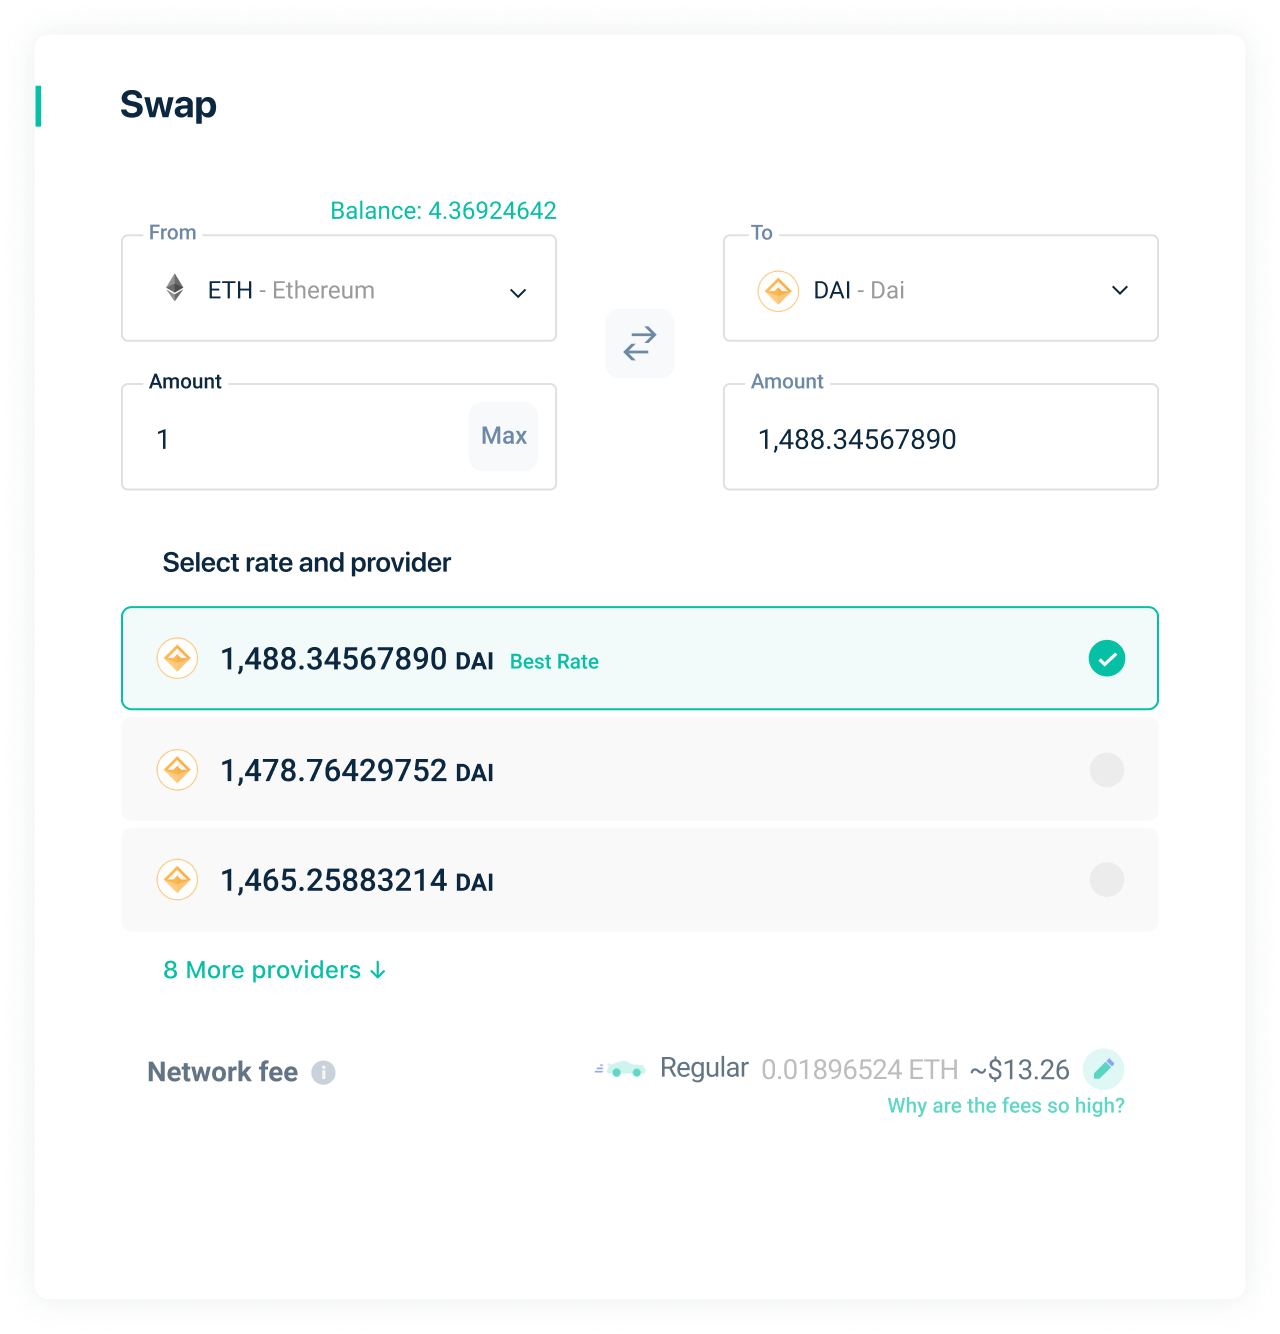 Swap
Balance: 4.36924642
From
ETH - Ethereum
To
DAI - Dai
Amount
1
Max
Amount
1,488.34567890
Select rate and provider
1,488.34567890 DAI Best Rate
1,478.76429752 DAI
1,465.25883214 DAI
8 More providers ↓
Network fee i
Regular 0.01896524 ETH ~$13.26
Why are the fees so high?